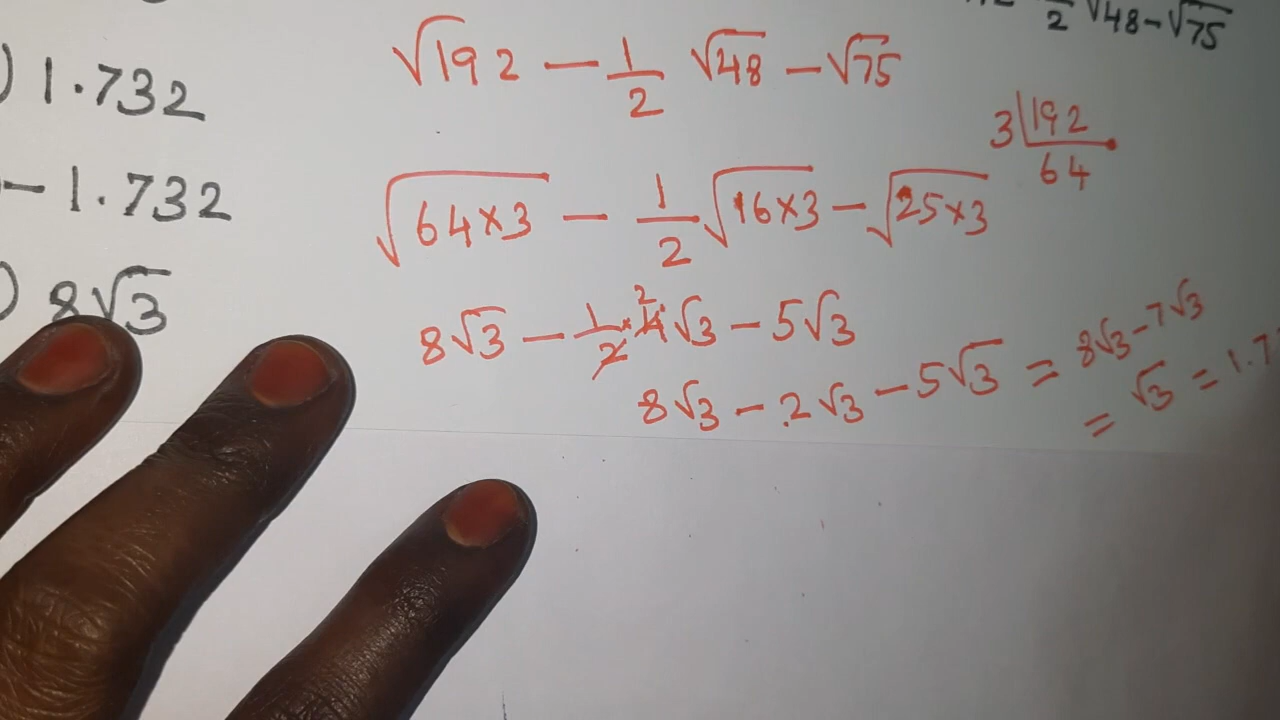 1/2 √48 - √75
) 1.732
- 1.732
) 8√3
√192 - 1/2 √48 - √75
3 | 192
64
√64×3 - 1/2 √16×3 - √25×3
8√3 - 1/2 × 4√3 - 5√3
2
8√3 - 2√3 - 5√3 = 8√3 - 7√3
= √3 = 1.7